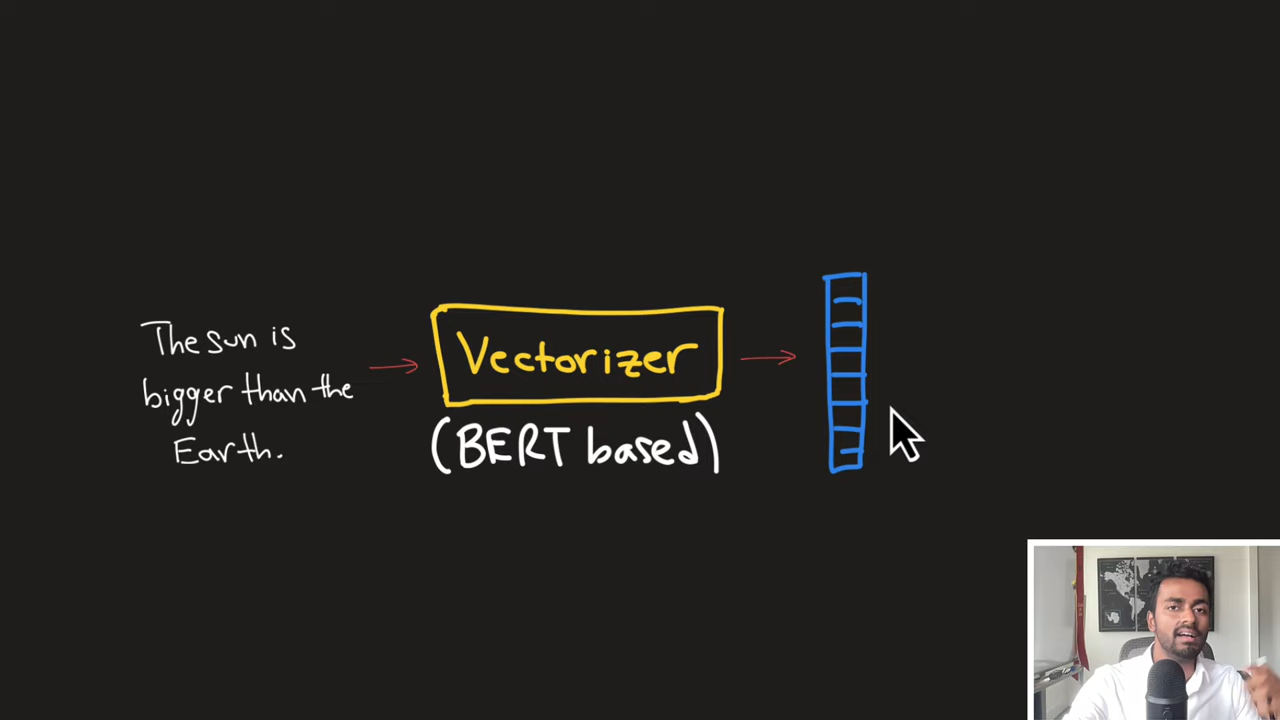 The sun is
bigger than the
Earth.
Vectorizer
(BERT based)